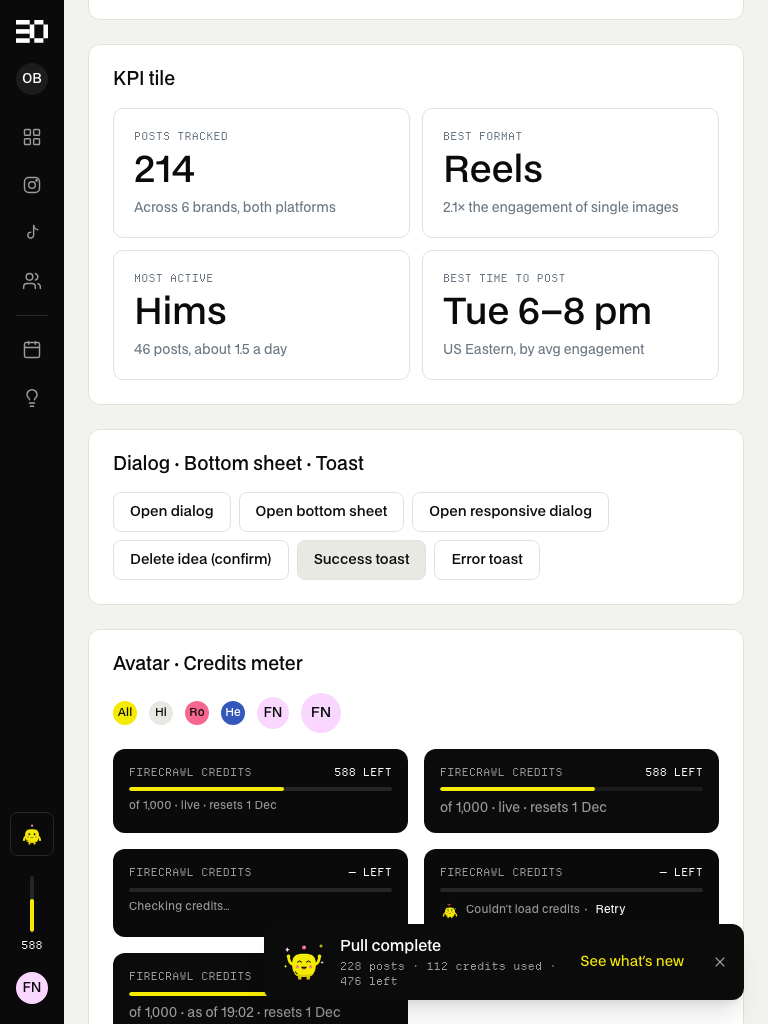 EO
OB
KPI tile
POSTS TRACKED
214
Across 6 brands, both platforms
BEST FORMAT
Reels
2.1× the engagement of single images
MOST ACTIVE
Hims
46 posts, about 1.5 a day
BEST TIME TO POST
Tue 6–8 pm
US Eastern, by avg engagement
Dialog · Bottom sheet · Toast
Open dialog
Open bottom sheet
Open responsive dialog
Delete idea (confirm)
Success toast
Error toast
Avatar · Credits meter
All
Hi
Ro
He
FN
FN
FIRECRAWL CREDITS
588 LEFT
of 1,000 · live · resets 1 Dec
FIRECRAWL CREDITS
588 LEFT
of 1,000 · live · resets 1 Dec
FIRECRAWL CREDITS
— LEFT
Checking credits…
FIRECRAWL CREDITS
— LEFT
Couldn't load credits · Retry
FIRECRAWL CREDITS
of 1,000 · as of 19:02 · resets 1 Dec
Pull complete
228 posts · 112 credits used ·
476 left
See what's new
588
FN